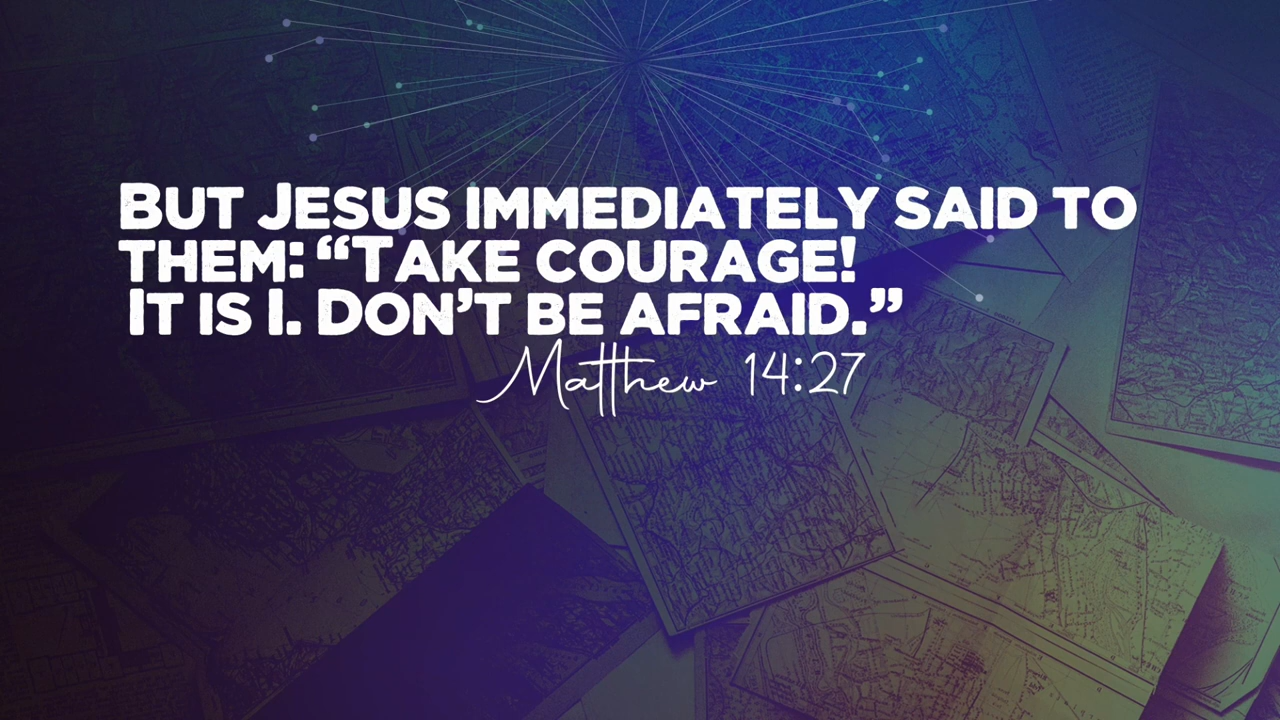 But Jesus immediately said to
them: “Take courage!
It is I. Don’t be afraid.”
Matthew 14:27